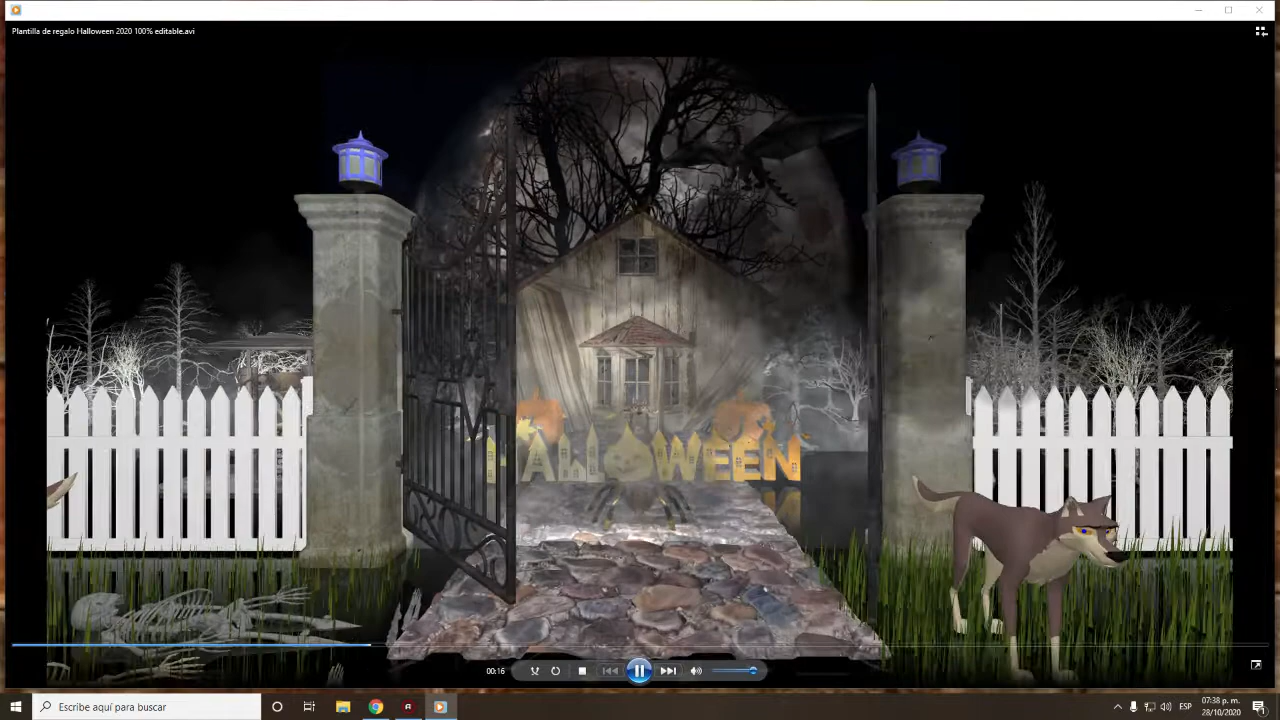 Plantilla de regalo Halloween 2020 100% editable.avi
HALLOWEEN
00:16
Escribe aquí para buscar
ESP
07:38 p. m.
28/10/2020
1